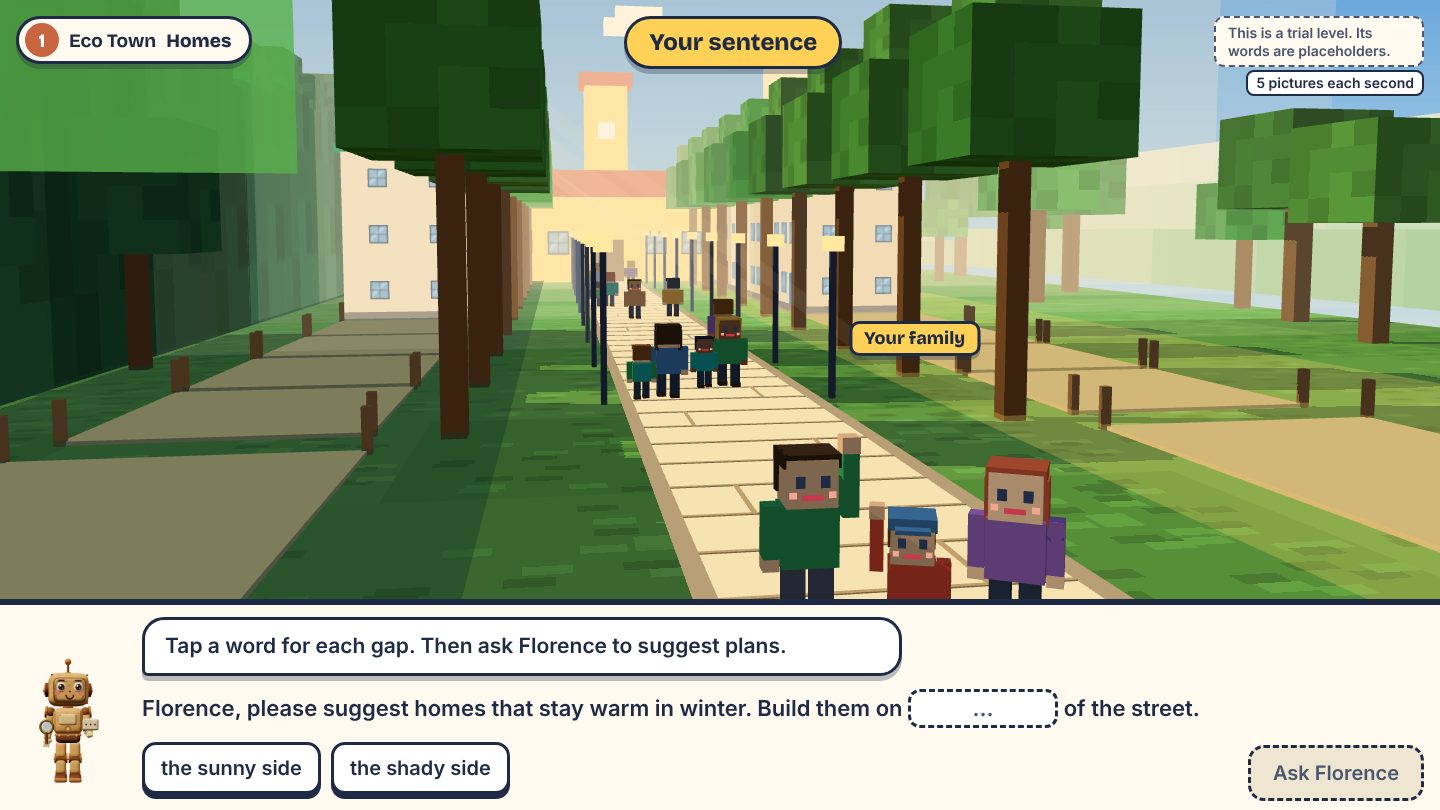 1 Eco Town Homes
Your sentence
This is a trial level. Its
words are placeholders.
5 pictures each second
Your family
Tap a word for each gap. Then ask Florence to suggest plans.
Florence, please suggest homes that stay warm in winter. Build them on ... of the street.
the sunny side
the shady side
Ask Florence